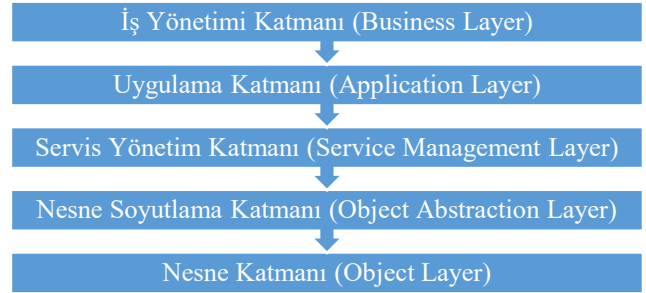 İş Yönetimi Katmanı (Business Layer)
Uygulama Katmanı (Application Layer)
Servis Yönetim Katmanı (Service Management Layer)
Nesne Soyutlama Katmanı (Object Abstraction Layer)
Nesne Katmanı (Object Layer)